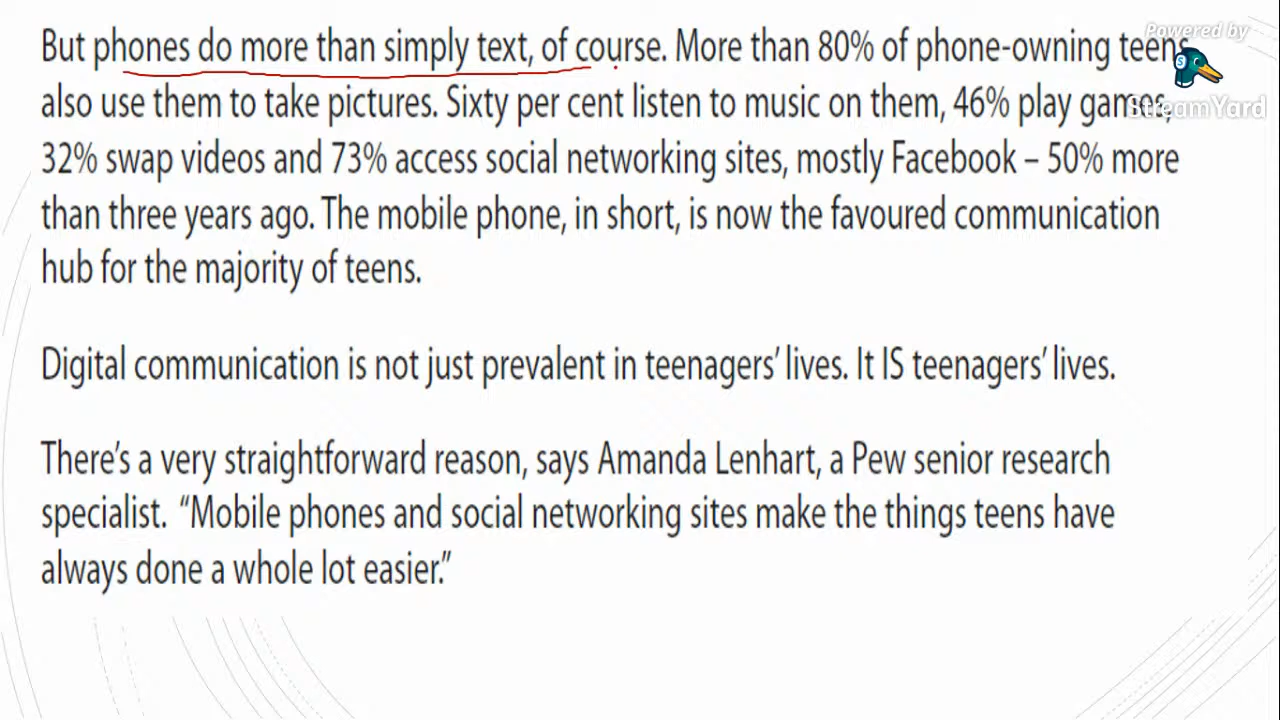 Powered by
But phones do more than simply text, of course. More than 80% of phone-owning teens
StreamYard
also use them to take pictures. Sixty per cent listen to music on them, 46% play games,
32% swap videos and 73% access social networking sites, mostly Facebook – 50% more
than three years ago. The mobile phone, in short, is now the favoured communication
hub for the majority of teens.
Digital communication is not just prevalent in teenagers’ lives. It IS teenagers’ lives.
There’s a very straightforward reason, says Amanda Lenhart, a Pew senior research
specialist. “Mobile phones and social networking sites make the things teens have
always done a whole lot easier.”